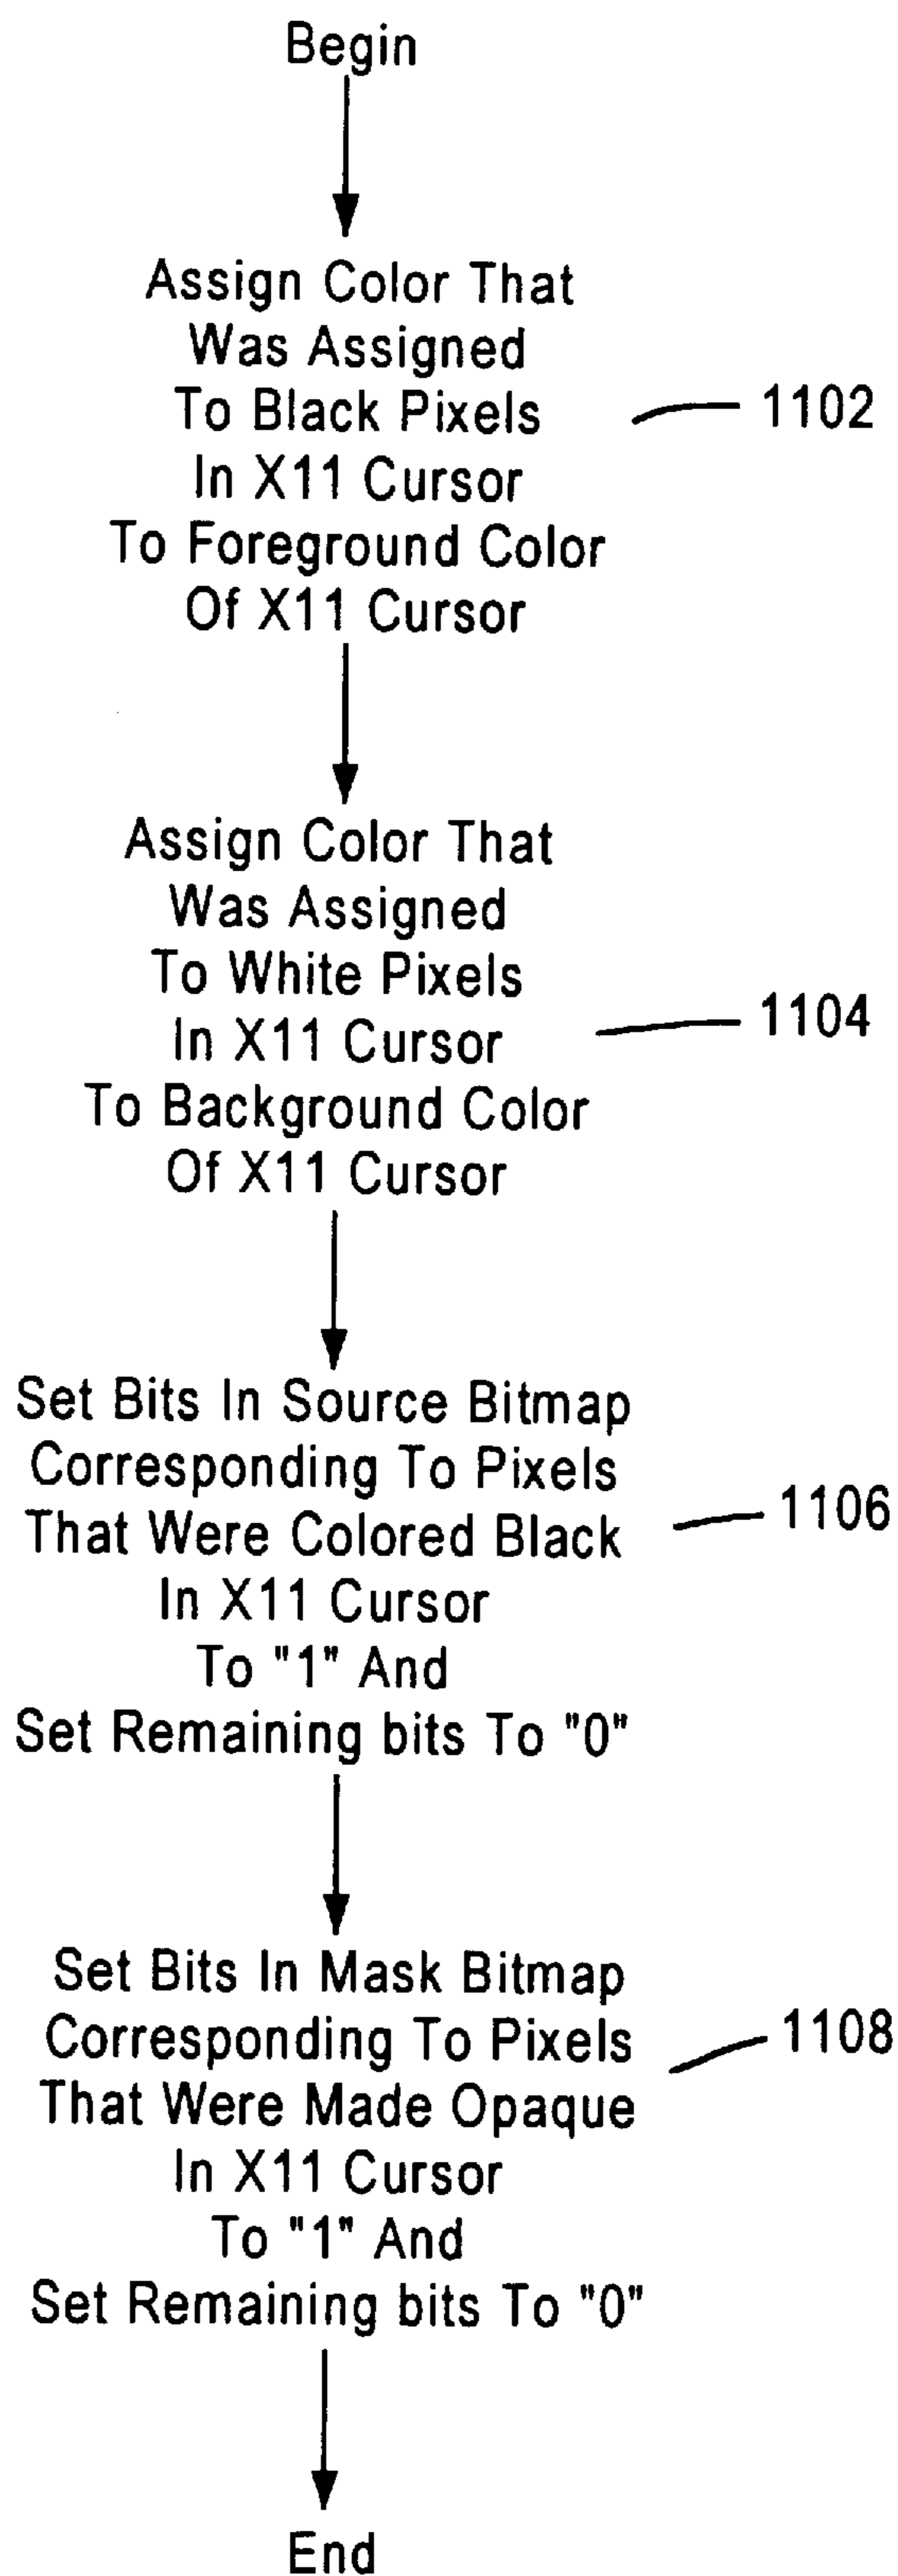 Begin
Assign Color That
Was Assigned
To Black Pixels
1102
In X11 Cursor
To Foreground Color
Of X11 Cursor
Assign Color That
Was Assigned
To White Pixels
In X11 Cursor
1104
To Background Color
Of X11 Cursor
Set Bits In Source Bitmap
Corresponding To Pixels
That Were Colored Black
1106
In X11 Cursor
To "1" And
Set Remaining bits To "0"
Set Bits In Mask Bitmap
Corresponding To Pixels
1108
That Were Made Opaque
In X11 Cursor
To "1" And
Set Remaining bits To "0"
End